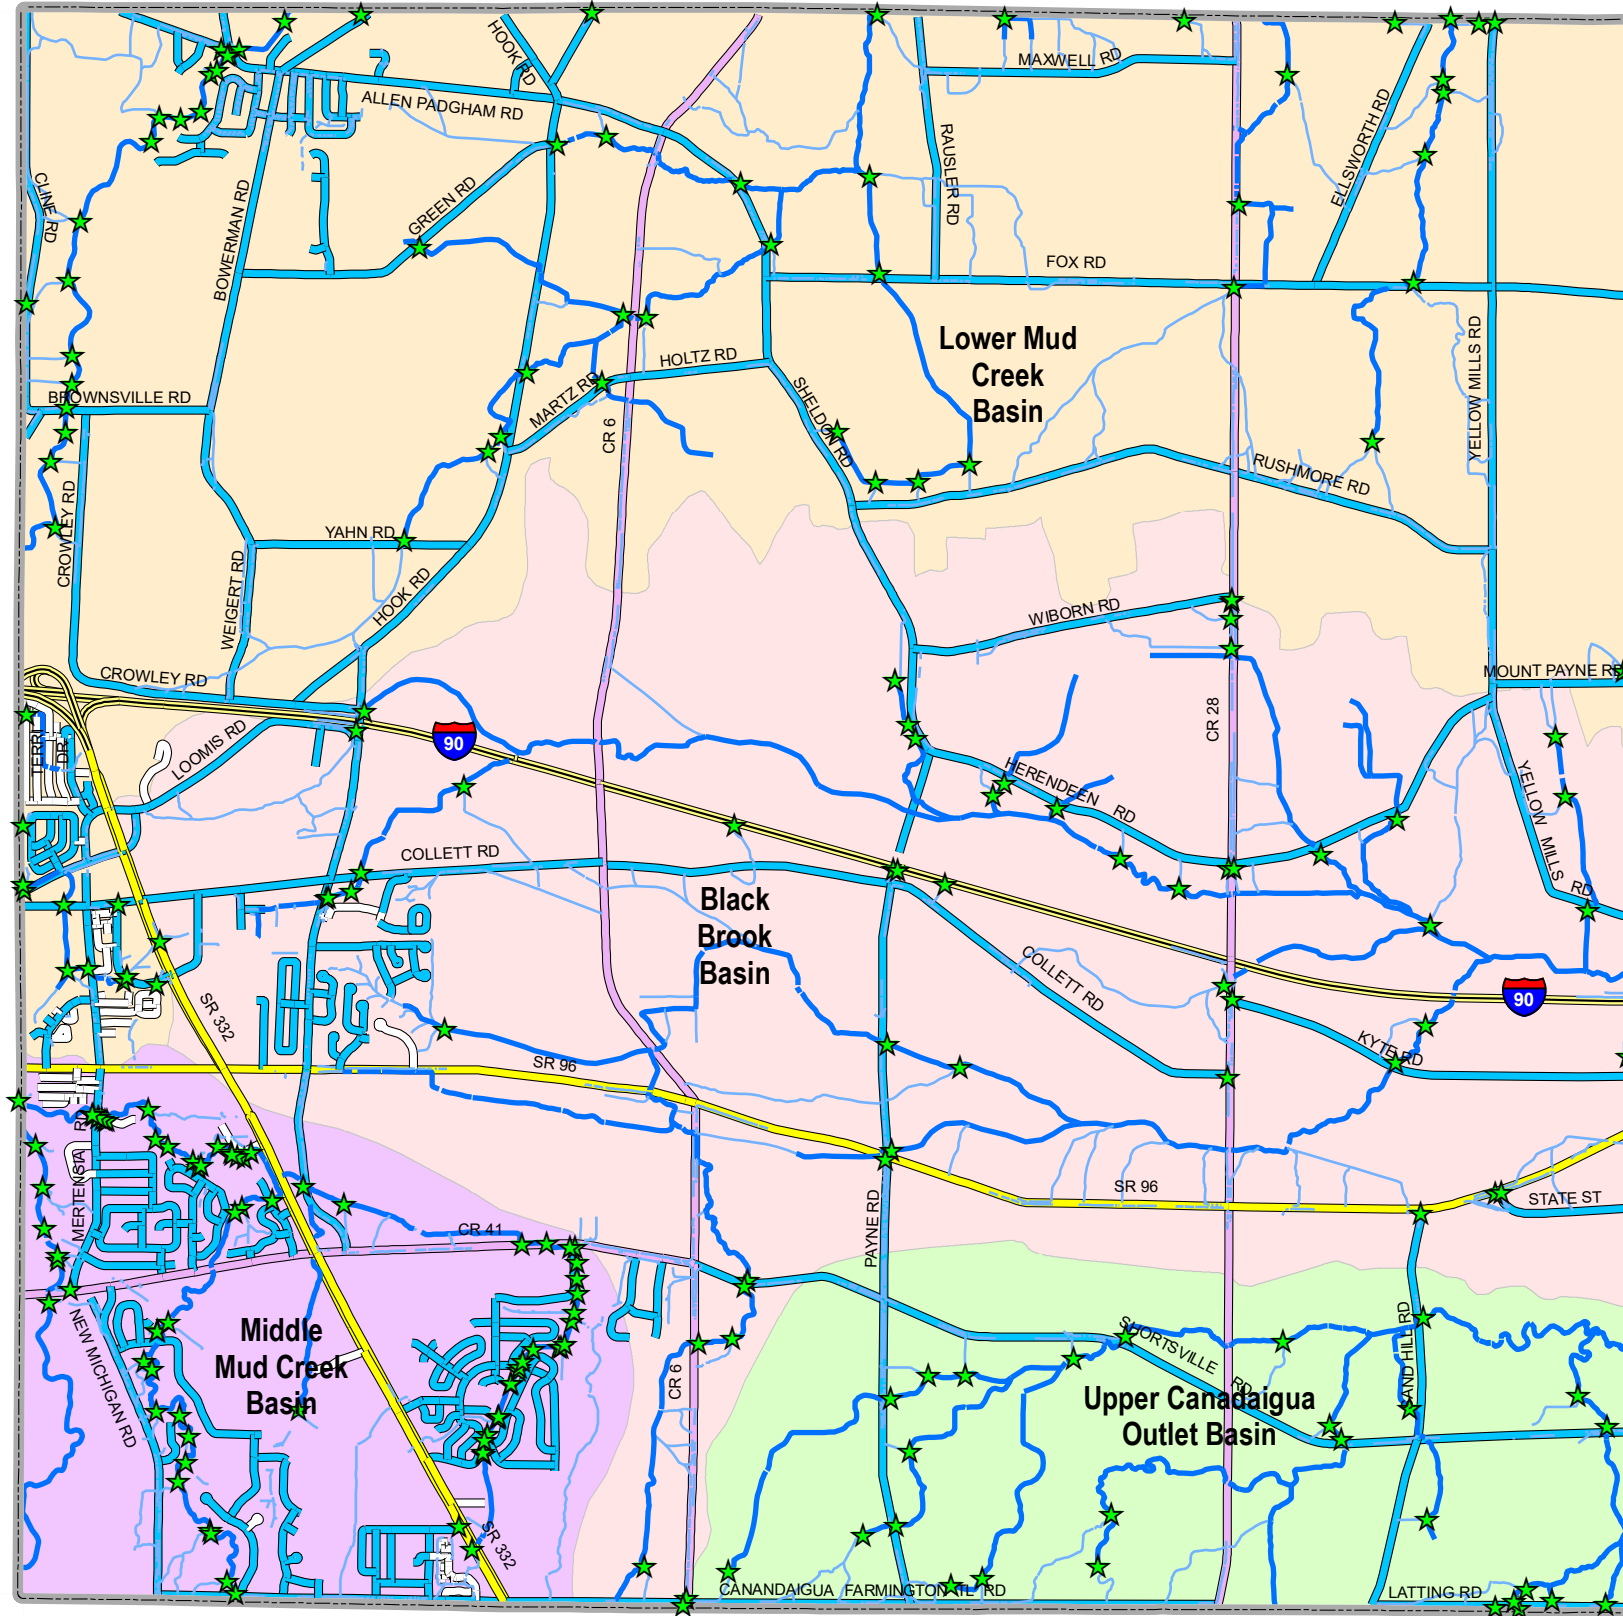 HOOK RD
MAXWELL RD
ALLEN PADGHAM RD
ELLSWORTH RD
RAUSLER RD
CLINE RD
BOWERMAN RD
GREEN RD
FOX RD
Lower Mud
Creek
Basin
YELLOW MILLS RD
HOLTZ RD
MARTZ RD
BROWNSVILLE RD
SHELDON RD
CR 6
RUSHMORE RD
CROWLEY RD
YAHN RD
WEIGERT RD
HOOK RD
WIBORN RD
CROWLEY RD
MOUNT PAYNE RD
CR 28
TERRI
DR
LOOMIS RD
90
HERENDEEN RD
YELLOW MILLS RD
COLLETT RD
Black
Brook
Basin
COLLETT RD
90
SR 332
KYTE RD
SR 96
MERTENSIA RD
SR 96
STATE ST
PAYNE RD
CR 41
NEW MICHIGAN RD
Middle
Mud Creek
Basin
CR 6
SHORTSVILLE RD
AND HILL RD
Upper Canadaigua
Outlet Basin
SR 332
CANANDAIGUA FARMINGTON TL RD
LATTING RD